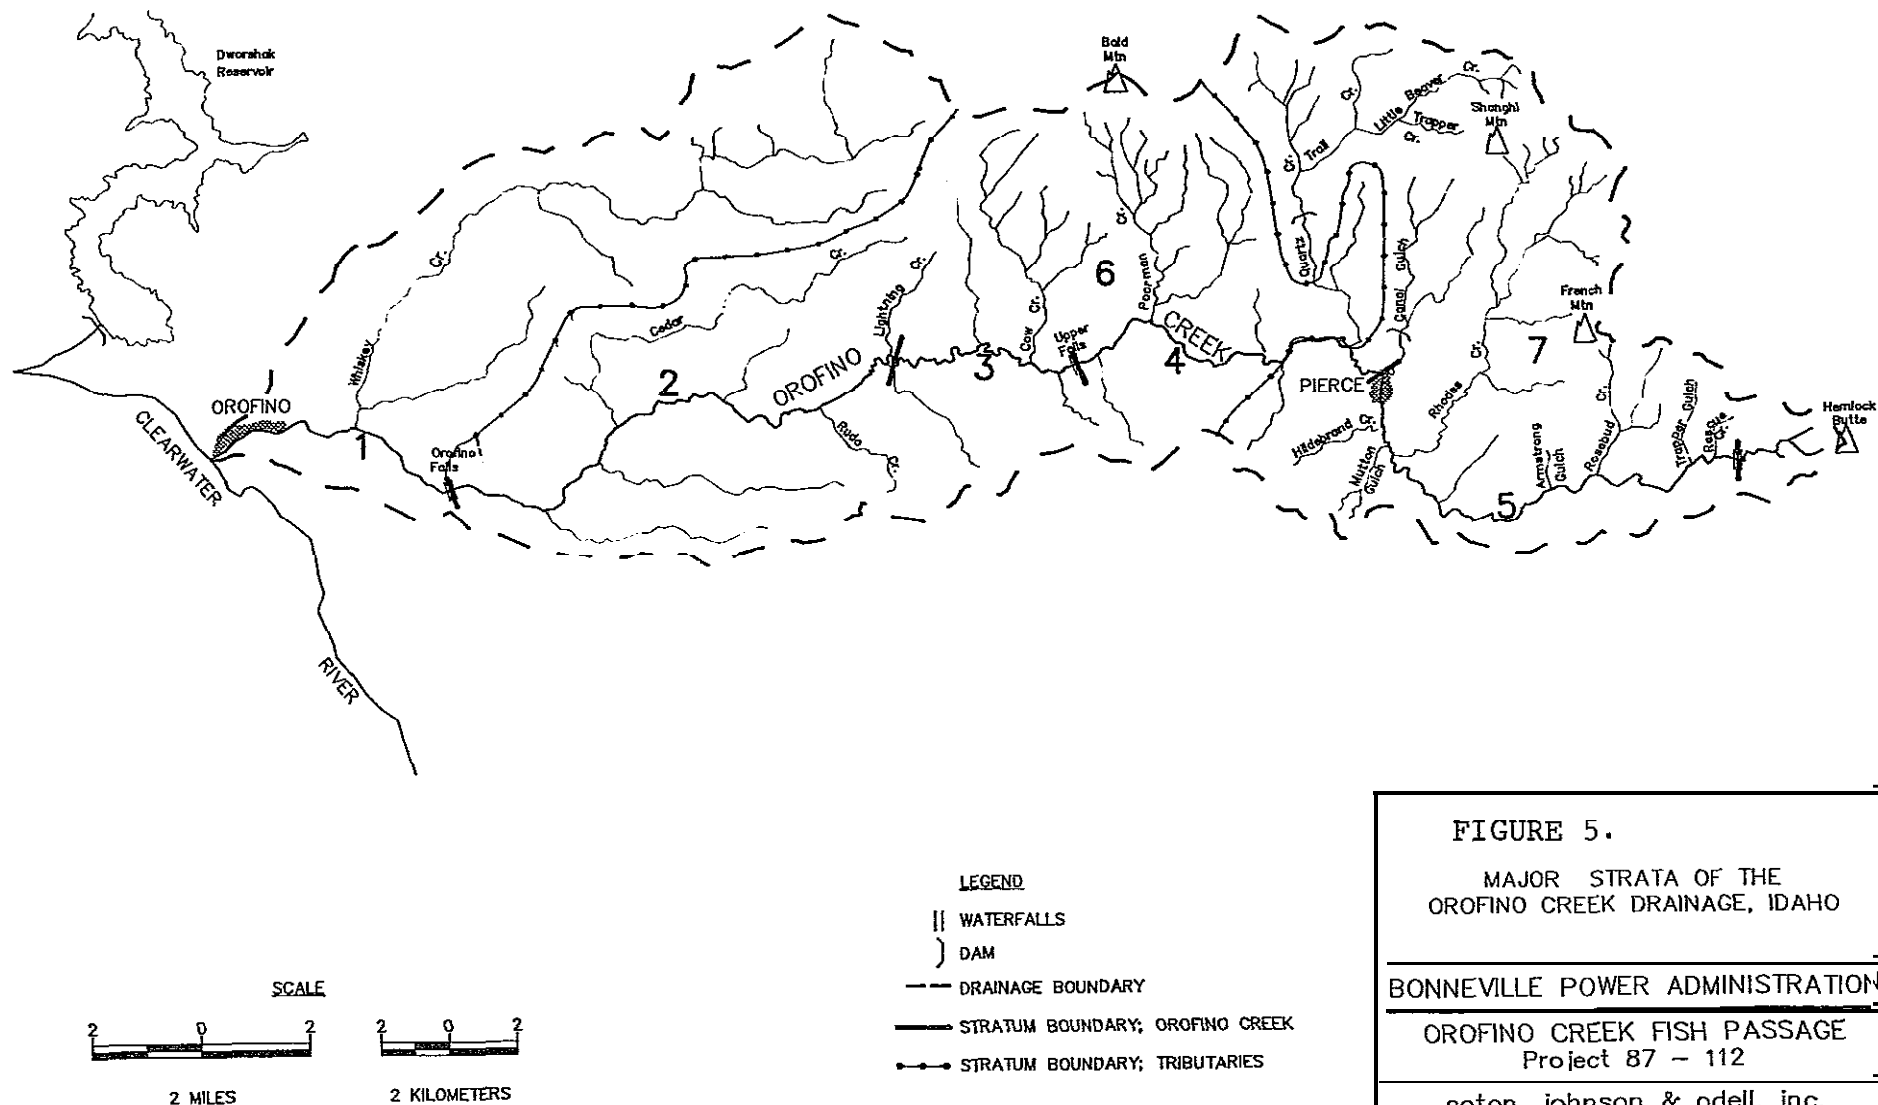 Dworshak
Reservoir
Bald
Mtn
Cr.
Little Beaver Cr.
Shanghi
Mtn
Trapper
Cr.
Cr. Trail
Cr.
Cr.
Cr.
Lightning Cr.
Cow Cr.
6
Poorman Cr.
Quartz
Canal Gulch
French
Mtn
Cedar
Whiskey
Upper
Falls
CREEK
2
OROFINO
3
4
7
PIERCE
Rhodes
Cr.
OROFINO
CLEARWATER
1
Orofino
Falls
Rudo
Cr.
Hildebrand Cr.
Mutton
Gulch
Armstrong
Gulch
Rosebud
Cr.
Trapper Gulch
Rescue
Cr.
Hemlock
Butte
5
RIVER
FIGURE 5.
MAJOR STRATA OF THE
OROFINO CREEK DRAINAGE, IDAHO
BONNEVILLE POWER ADMINISTRATION
OROFINO CREEK FISH PASSAGE
Project 87 - 112
johnson & odell, inc
LEGEND
WATERFALLS
DAM
DRAINAGE BOUNDARY
STRATUM BOUNDARY; OROFINO CREEK
STRATUM BOUNDARY; TRIBUTARIES
SCALE
2 0 2
2 MILES
2 0 2
2 KILOMETERS